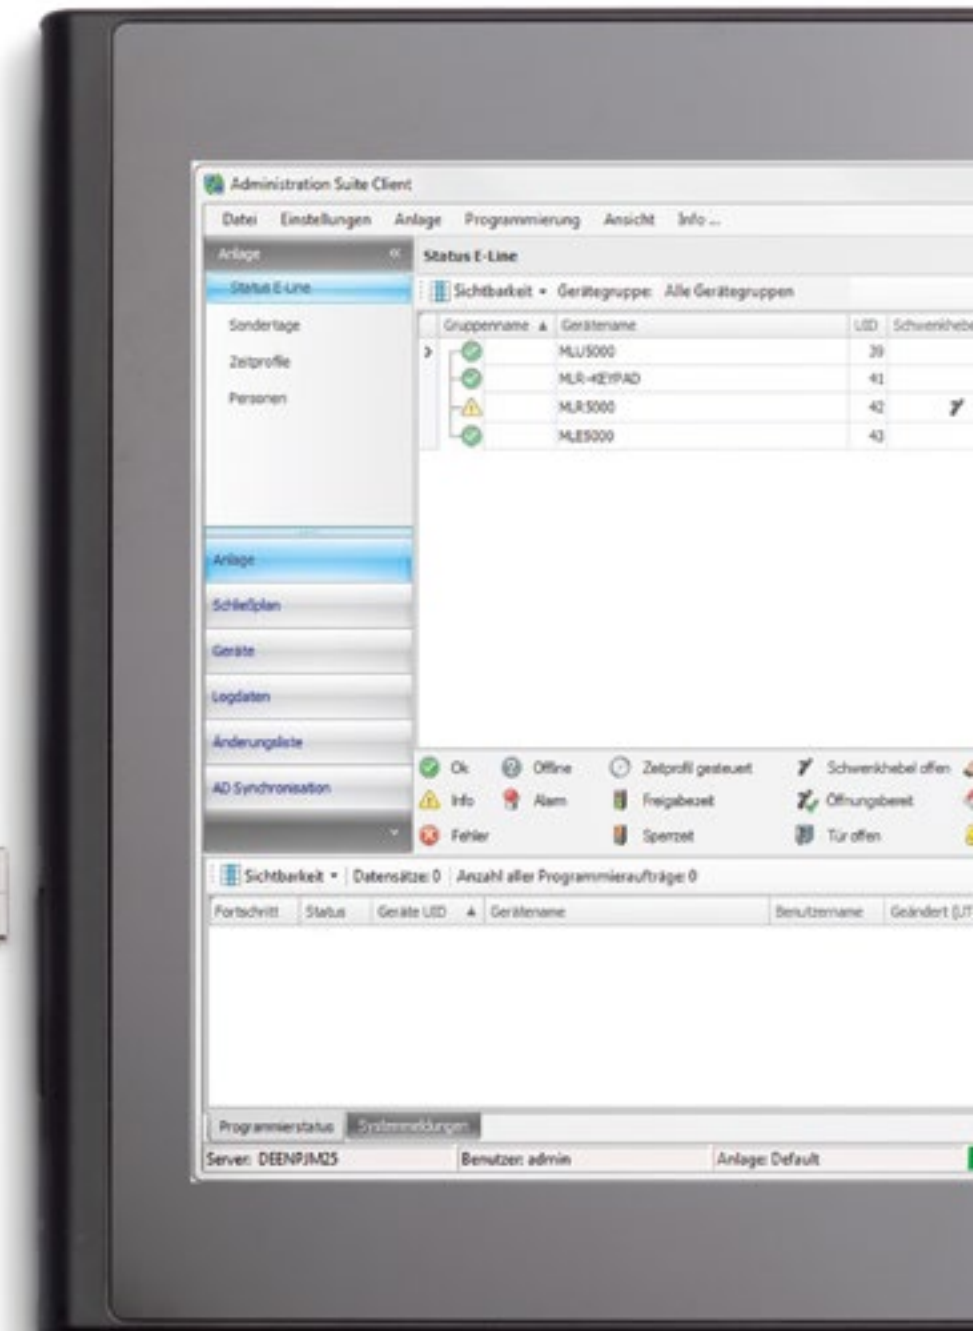 Administration Suite Client
Datei Einstellungen Anlage Programmierung Ansicht Info ...
Anlage «
Status E-Line
Sondertage
Zeitprofile
Personen
Anlage
Schließplan
Geräte
Logdaten
Änderungsliste
AD Synchronisation
Status E-Line
Sichtbarkeit Gerätegruppe: Alle Gerätegruppen
Gruppenname Gerätename UID Schwenkhebe
MLU5000 39
MLR-KEYPAD 41
MLR5000 42
MLE5000 43
Ok Offline Zeitprofil gesteuert Schwenkhebel offen
Info Alarm Freigabezeit Öffnungsbereit
Fehler Sperrzeit Tür offen
Sichtbarkeit Datensätze: 0 Anzahl aller Programmieraufträge: 0
Fortschritt Status Geräte UID Gerätename Benutzername Geändert (UT
Programmierstatus Systemmeldungen
Server: DEENPJM25 Benutzer: admin Anlage: Default